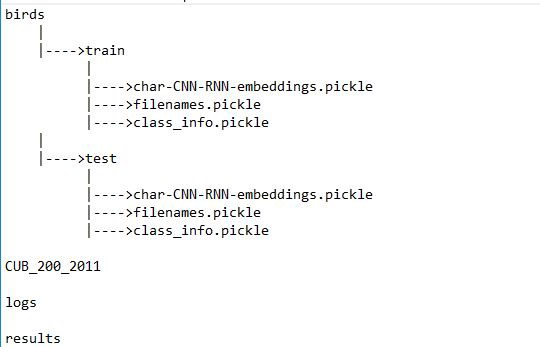 birds
|
|---->train
|
|---->char-CNN-RNN-embeddings.pickle
|---->filenames.pickle
|---->class_info.pickle
|
|---->test
|
|---->char-CNN-RNN-embeddings.pickle
|---->filenames.pickle
|---->class_info.pickle
CUB_200_2011
logs
results